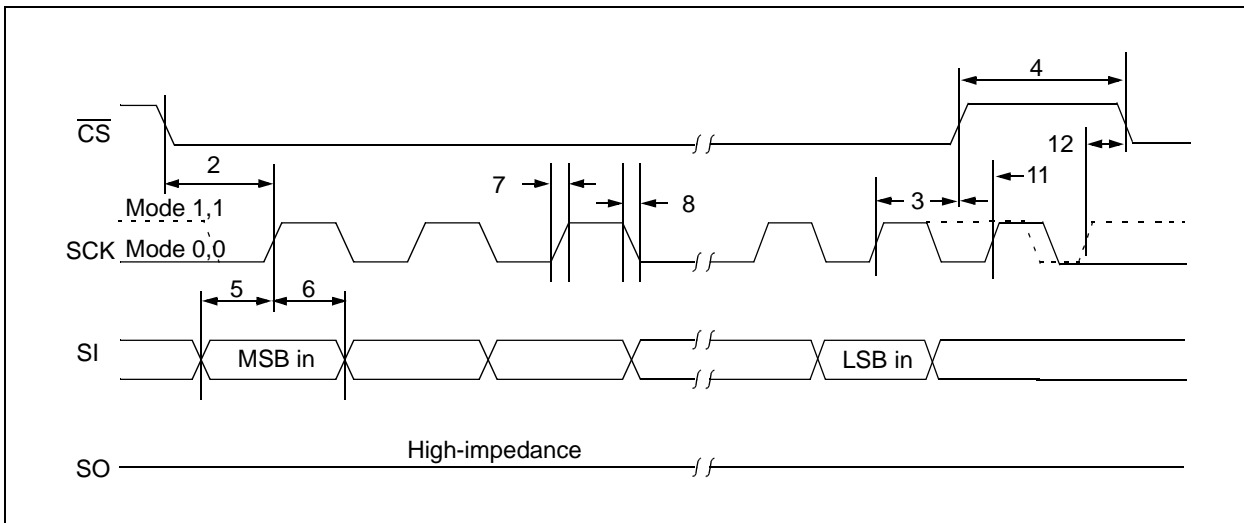 4
CS
12
2
7
8
3
11
Mode 1,1
SCK Mode 0,0
5 6
SI MSB in LSB in
High-impedance
SO